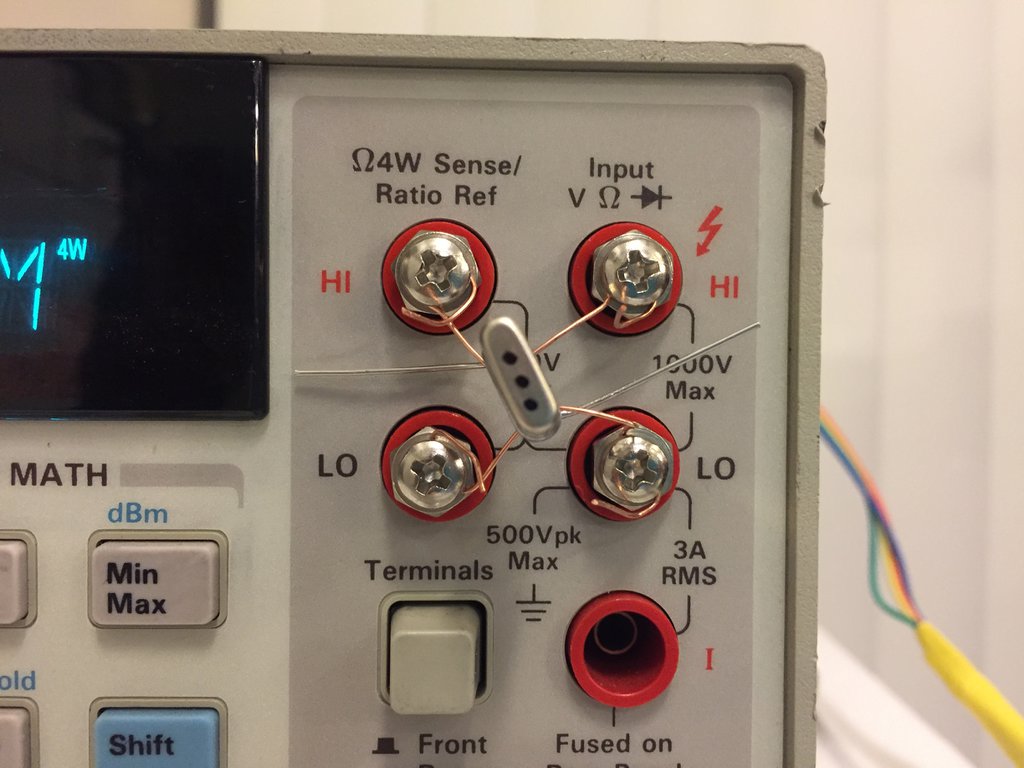 Ω4W Sense/
Ratio Ref
Input
V Ω
HI
HI
4W
M
1000V
Max
LO
LO
MATH
dBm
500Vpk
Max
3A
RMS
Terminals
Min
Max
I
old
Shift
Front
Fused on